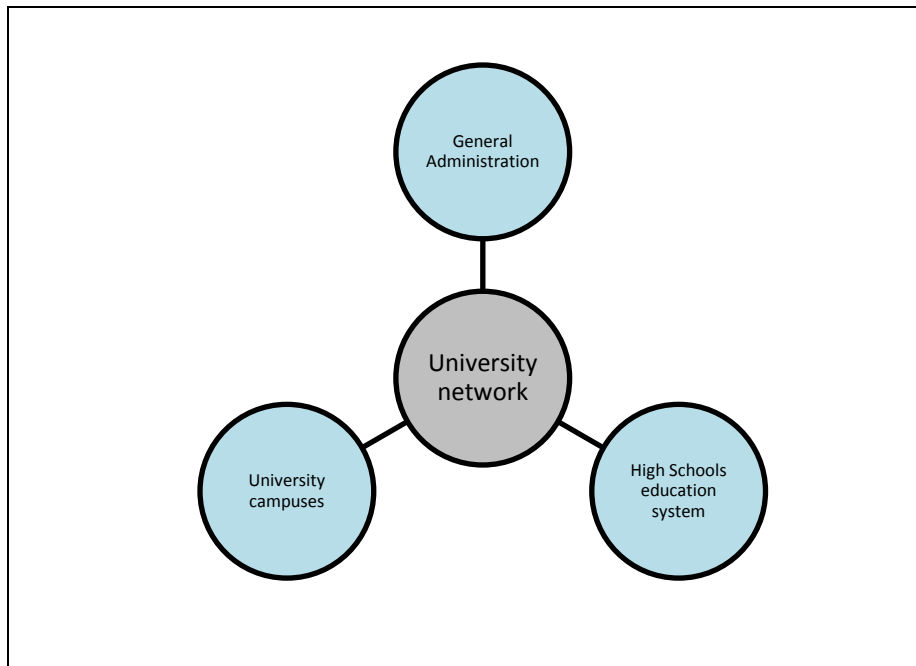 General
Administration
University
network
University
campuses
High Schools
education
system